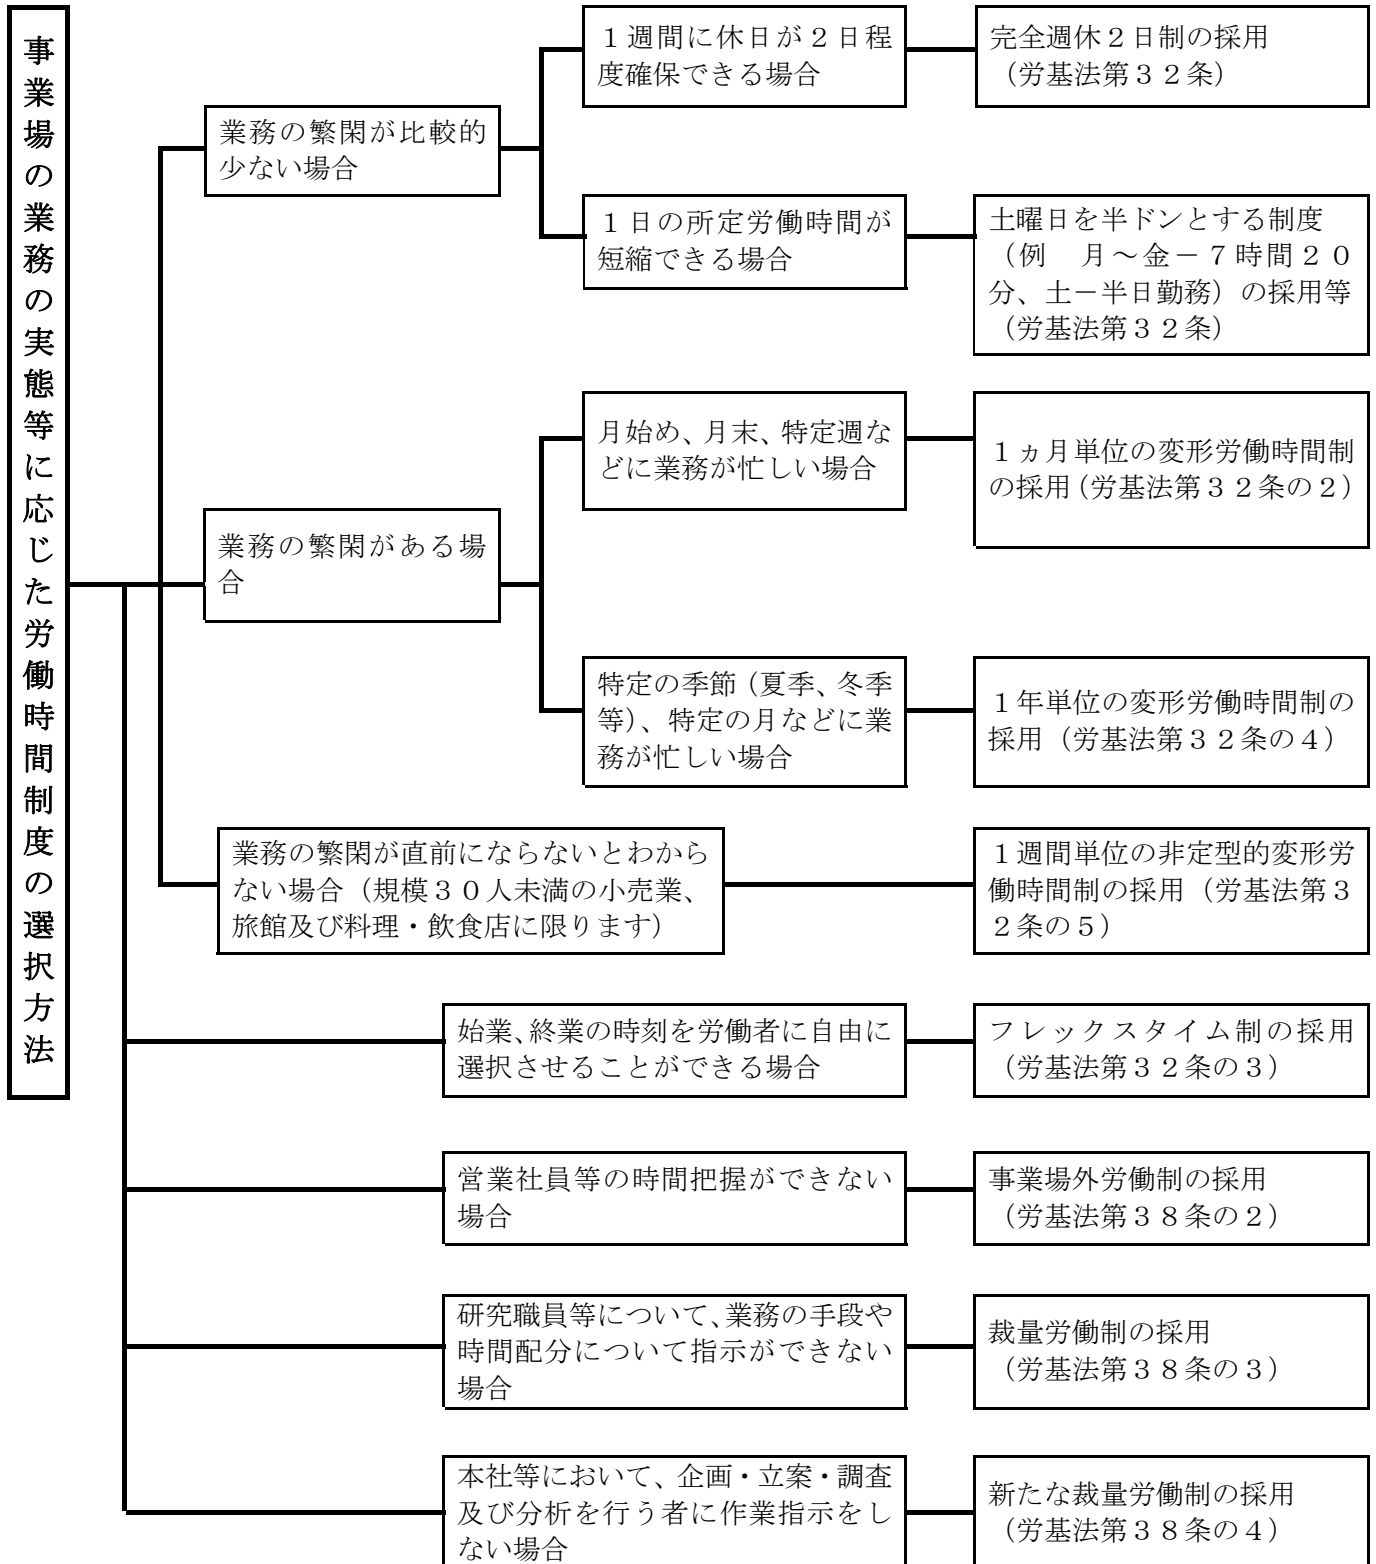 事業場の業務の実態等に応じた労働時間制度の選択方法
業務の繁閑が比較的
少ない場合
１週間に休日が２日程
度確保できる場合
完全週休２日制の採用
（労基法第３２条）
１日の所定労働時間が
短縮できる場合
土曜日を半ドンとする制度
（例　月～金－７時間２０
分、土－半日勤務）の採用等
（労基法第３２条）
業務の繁閑がある場
合
月始め、月末、特定週な
どに業務が忙しい場合
１ヵ月単位の変形労働時間制
の採用（労基法第３２条の２）
特定の季節（夏季、冬季
等）、特定の月などに業
務が忙しい場合
１年単位の変形労働時間制の
採用（労基法第３２条の４）
業務の繁閑が直前にならないとわから
ない場合（規模３０人未満の小売業、
旅館及び料理・飲食店に限ります）
１週間単位の非定型的変形労
働時間制の採用（労基法第３
２条の５）
始業、終業の時刻を労働者に自由に
選択させることができる場合
フレックスタイム制の採用
（労基法第３２条の３）
営業社員等の時間把握ができない
場合
事業場外労働制の採用
（労基法第３８条の２）
研究職員等について、業務の手段や
時間配分について指示ができない
場合
裁量労働制の採用
（労基法第３８条の３）
本社等において、企画・立案・調査
及び分析を行う者に作業指示をし
ない場合
新たな裁量労働制の採用
（労基法第３８条の４）